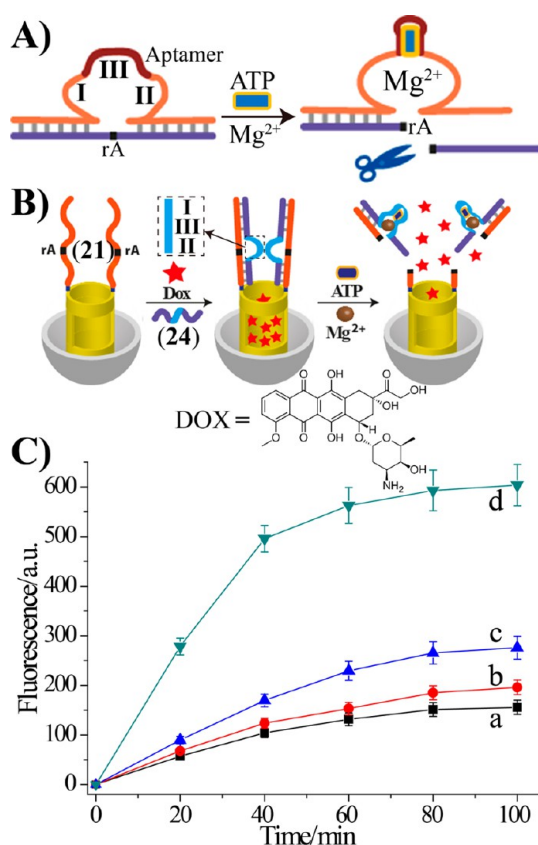 A)
III Aptamer
I II
rA
ATP
Mg2+
Mg2+
rA
B)
rA (21) rA
I
III
II
Dox
(24)
ATP
Mg2+
DOX =
O OH O OH
OH
O O OH O
O
OH
NH2
C)
Fluorescence/a.u.
600
500
400
300
200
100
0
d
c
b
a
0 20 40 60 80 100
Time/min